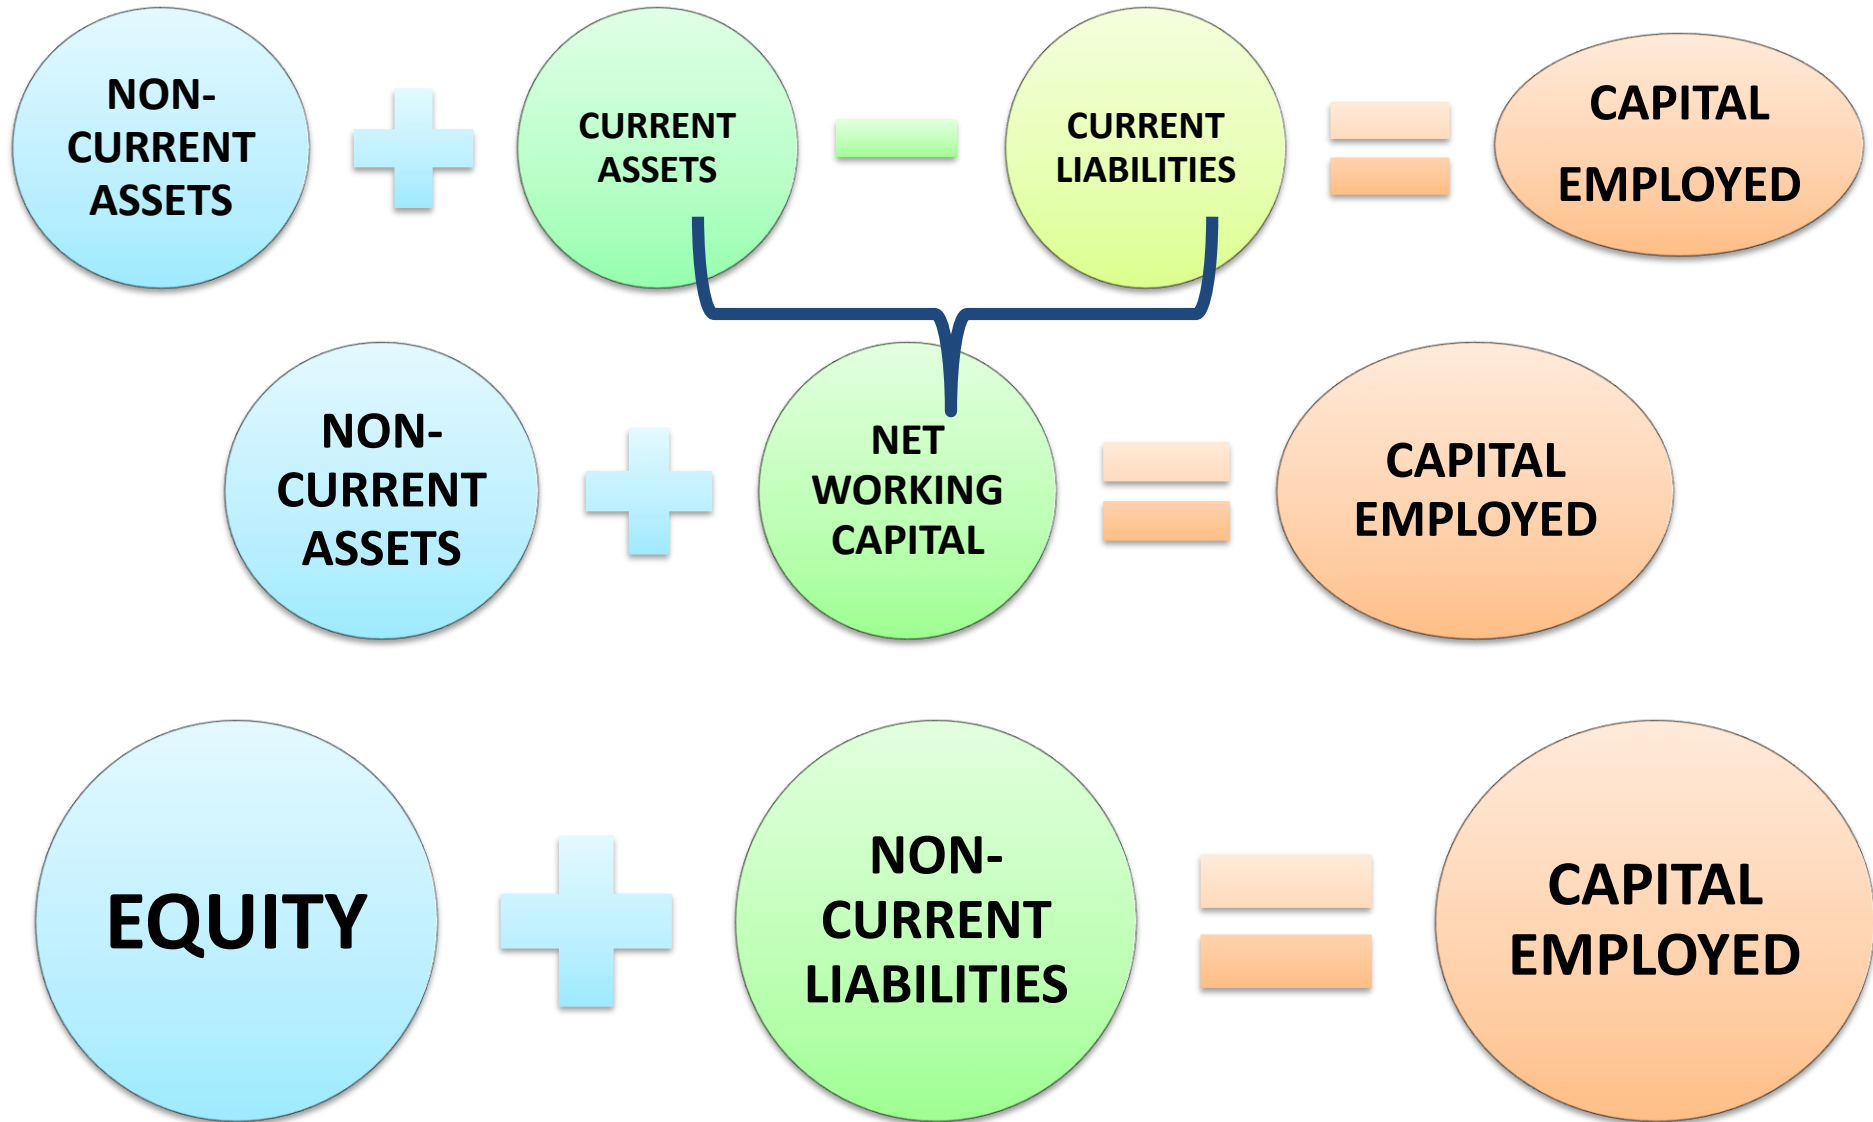 NON-
CURRENT
ASSETS
CURRENT
ASSETS
CURRENT
LIABILITIES
CAPITAL
EMPLOYED
NON-
CURRENT
ASSETS
NET
WORKING
CAPITAL
CAPITAL
EMPLOYED
EQUITY
NON-
CURRENT
LIABILITIES
CAPITAL
EMPLOYED